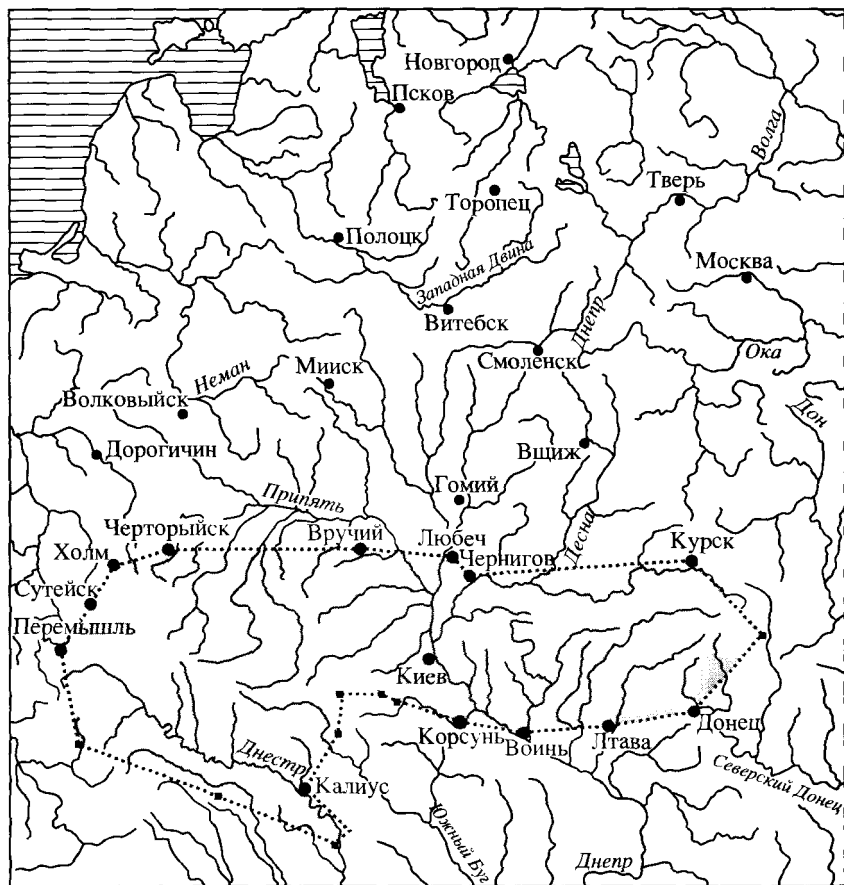 Новгород
Псков
Волга
Торопец
Тверь
Полоцк
Западная Двина
Москва
Витебск
Днепр
Смоленск
Ока
Мииск
Неман
Волковыйск
Дон
Дорогичин
Вщиж
Гомий
Припять
Десна
Черторыйск
Вручий
Любеч
Холм
Чернигов
Курск
Сутейск
Перемышль
Киев
Корсунь
Воинь
Лтава
Донец
Днестр
Калиус
Северский Донец
Южный Буг
Днепр